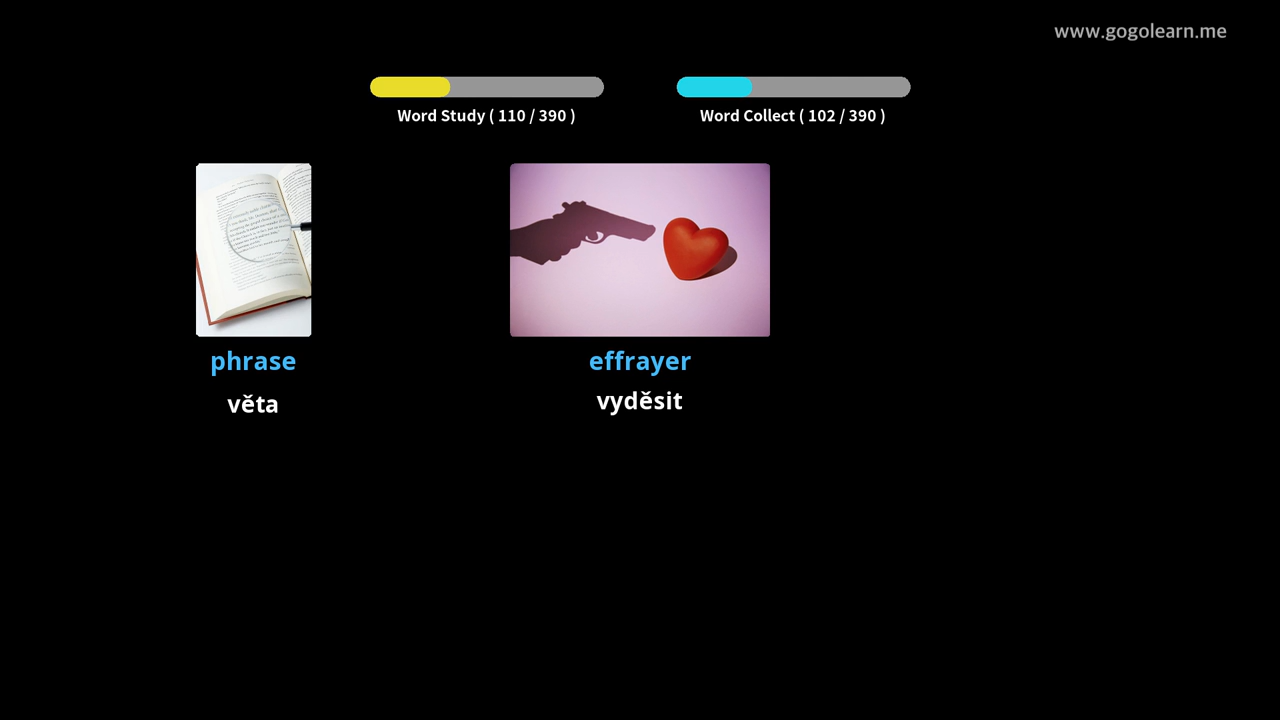 www.gogolearn.me
Word Study ( 110 / 390 )
Word Collect ( 102 / 390 )
phrase
věta
effrayer
vyděsit